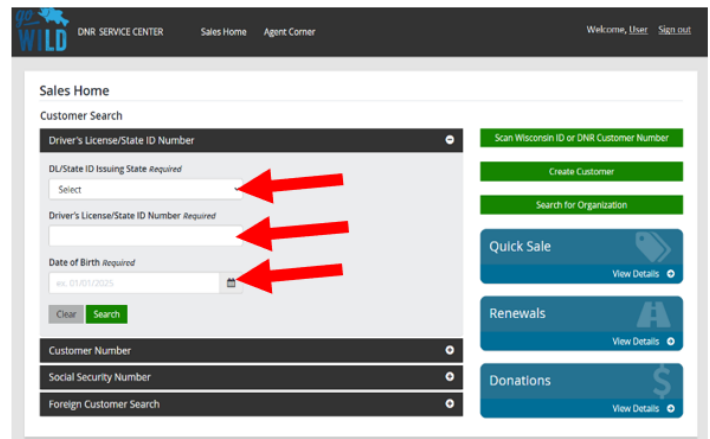 go
WILD
DNR SERVICE CENTER Sales Home Agent Corner Welcome, User Sign out
Sales Home
Customer Search
Driver's License/State ID Number
DL/State ID Issuing State Required
Select
Driver's License/State ID Number Required
Date of Birth Required
ex. 01/01/2025
Clear Search
Customer Number
Social Security Number
Foreign Customer Search
Scan Wisconsin ID or DNR Customer Number
Create Customer
Search for Organization
Quick Sale
View Details
Renewals
View Details
Donations
View Details